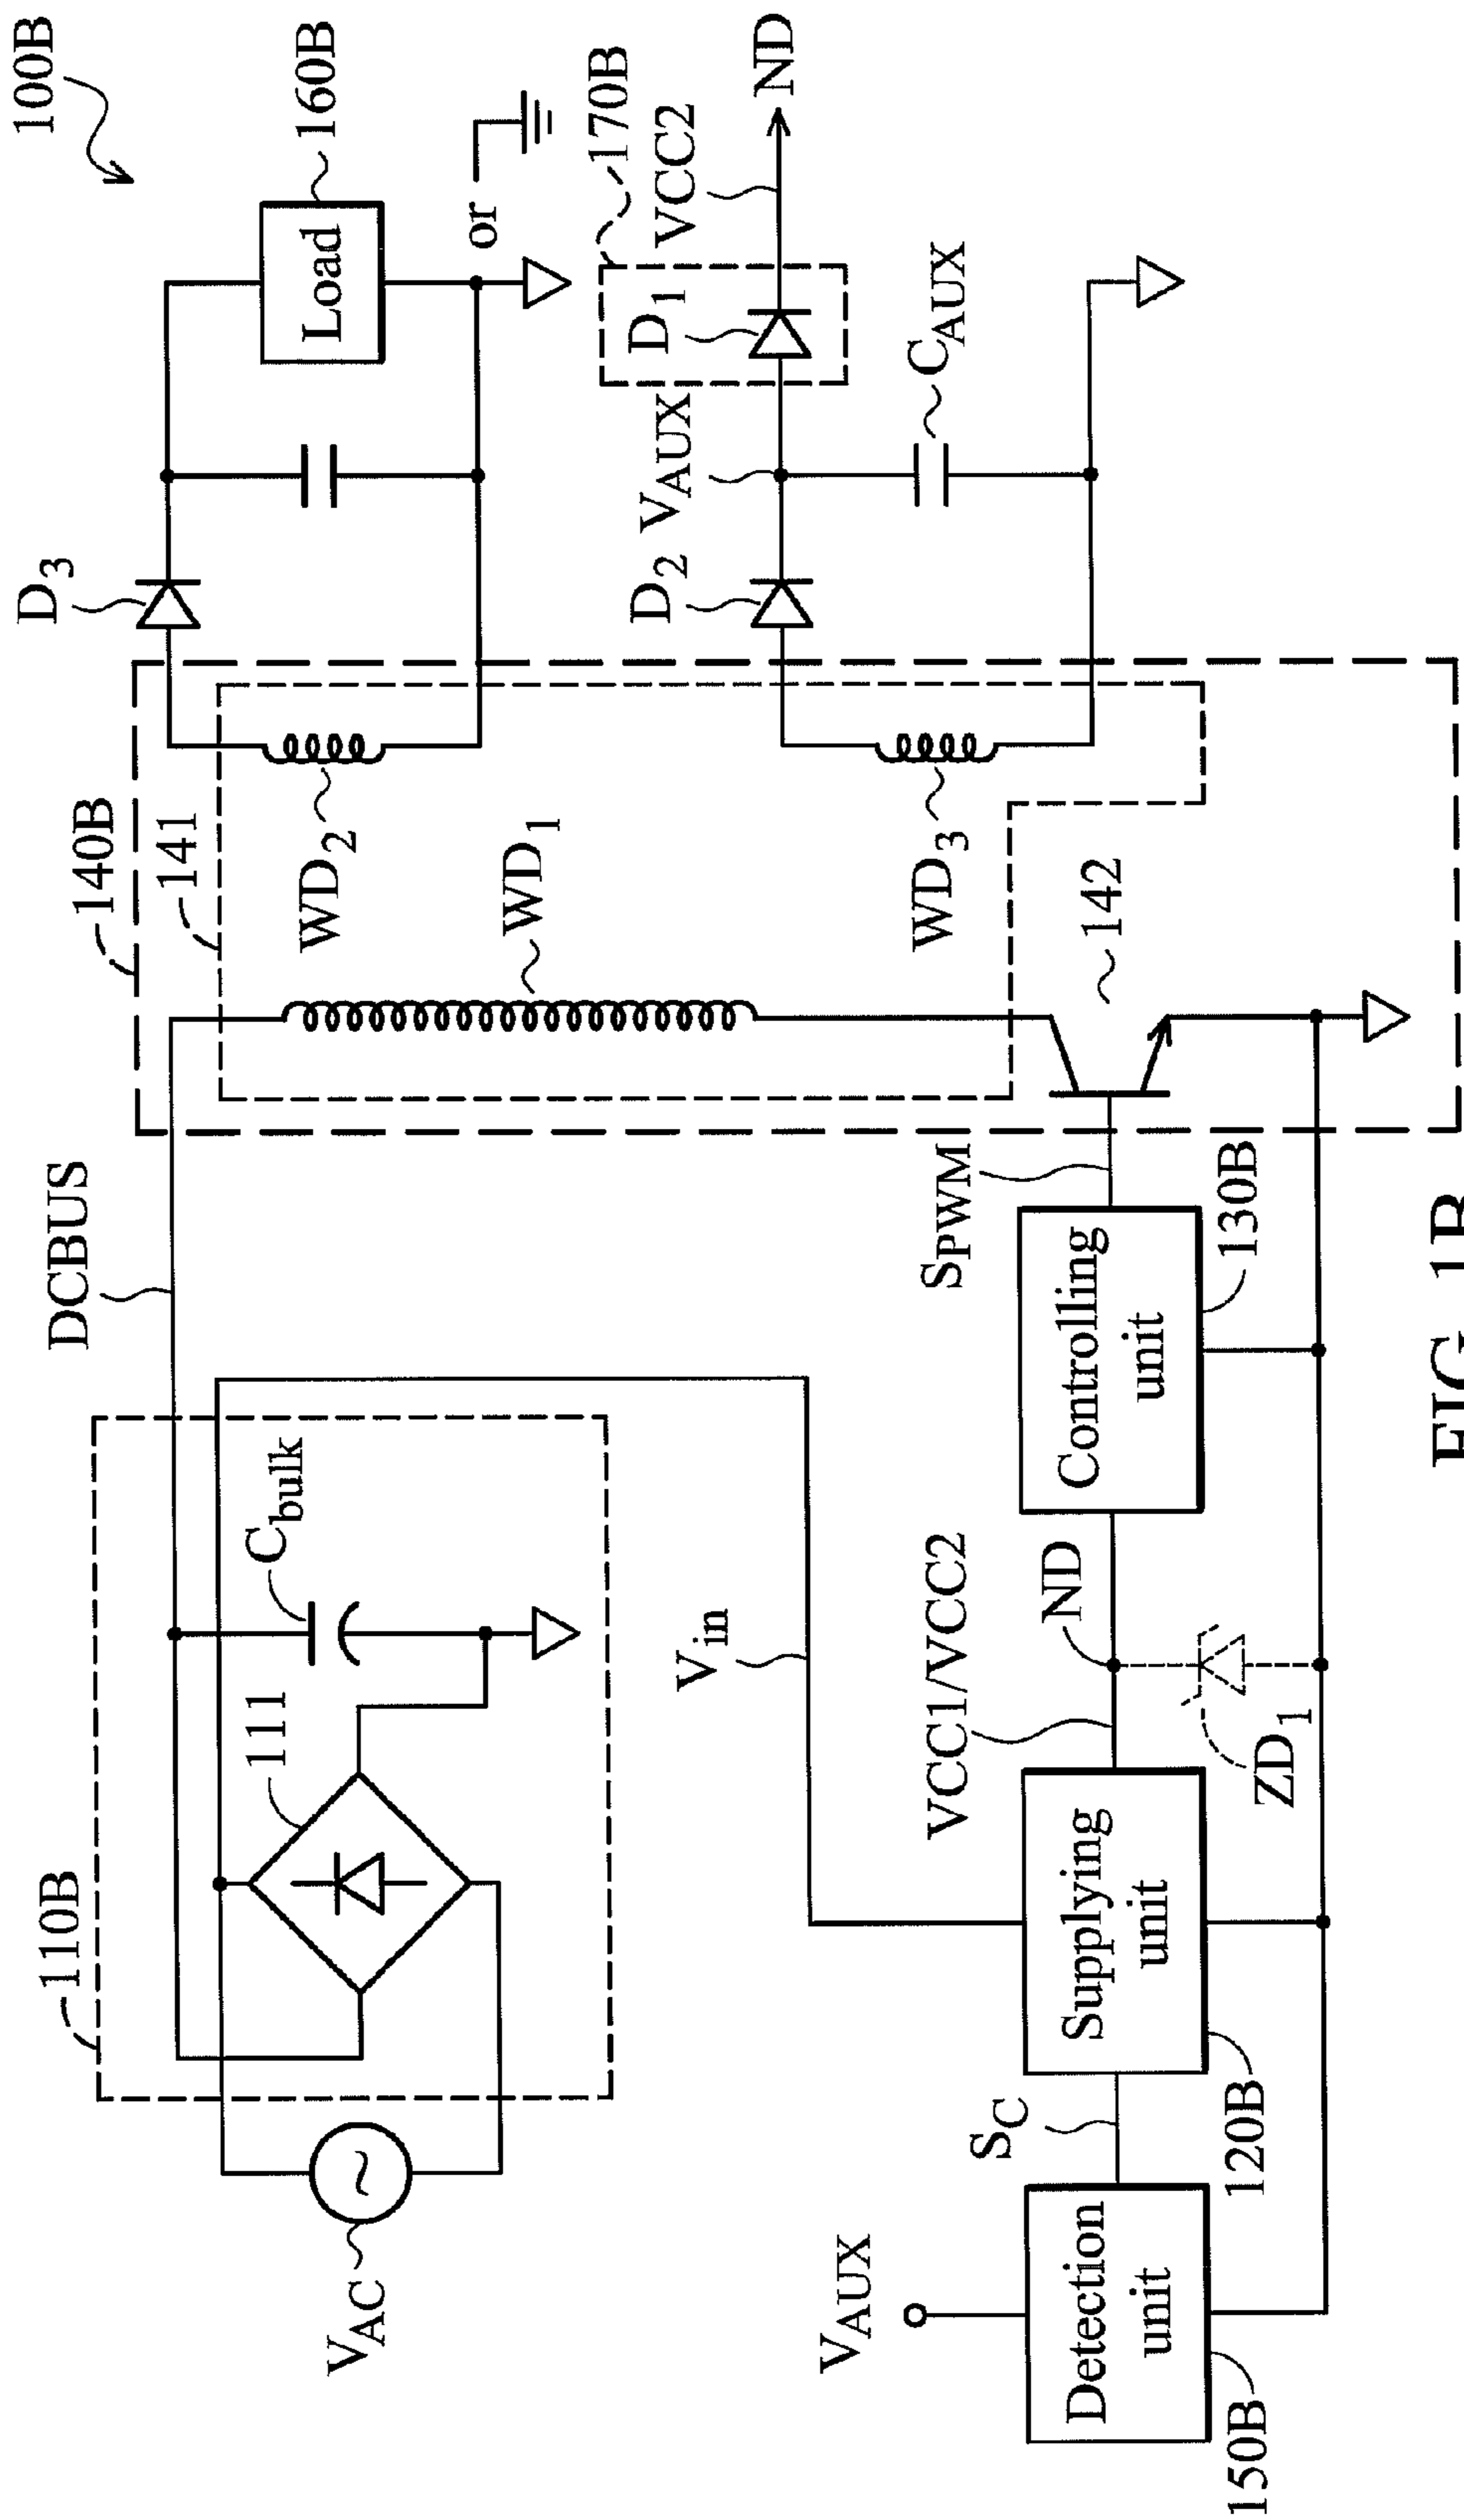 100B
D3
160B
Load
or
140B
141
WD2
WD1
DCBUS
110B
111
Cbulk
VAC
170B
VCC2
D1
ND
D2
VAUX
CAUX
WD3
142
Vin
SPWM
Controlling
unit
130B
VCC1/VCC2
ND
ZD1
Supplying
unit
120B
SC
VAUX
Detection
unit
150B
FIG. 1B